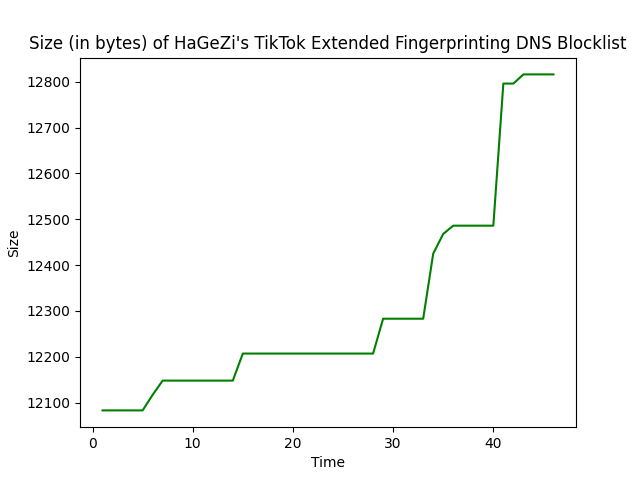 Size (in bytes) of HaGeZi's TikTok Extended Fingerprinting DNS Blocklist
12800
12700
12600
12500
12400
12300
12200
12100
Size
0 10 20 30 40
Time